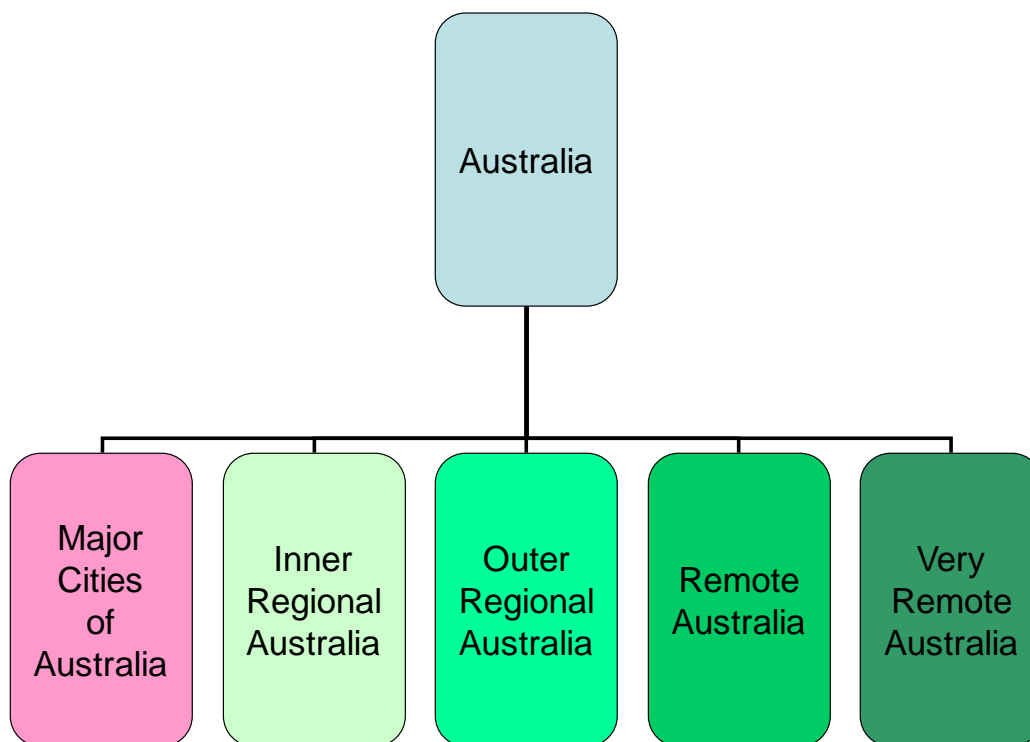 Australia
Major
Cities
of
Australia
Inner
Regional
Australia
Outer
Regional
Australia
Remote
Australia
Very
Remote
Australia